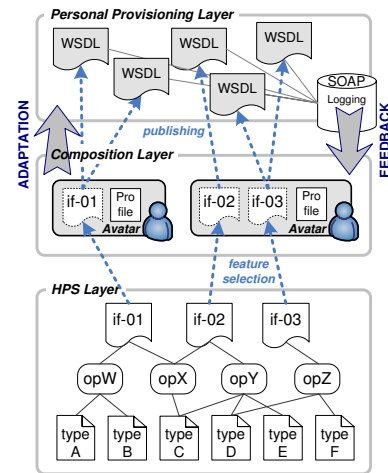 Personal Provisioning Layer
WSDL
WSDL
WSDL
WSDL
WSDL
SOAP
Logging
publishing
ADAPTATION
FEEDBACK
Composition Layer
if-01
Pro
file
Avatar
if-02
if-03
Pro
file
Avatar
feature
selection
HPS Layer
if-01
if-02
if-03
opW
opX
opY
opZ
type
A
type
B
type
C
type
D
type
E
type
F